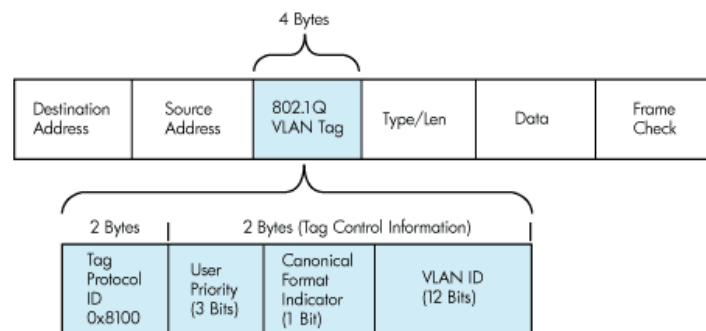 4 Bytes
Destination
Address
Source
Address
802.1Q
VLAN Tag
Type/Len
Data
Frame
Check
2 Bytes
2 Bytes (Tag Control Information)
Tag
Protocol
ID
0x8100
User
Priority
(3 Bits)
Canonical
Format
Indicator
(1 Bit)
VLAN ID
(12 Bits)